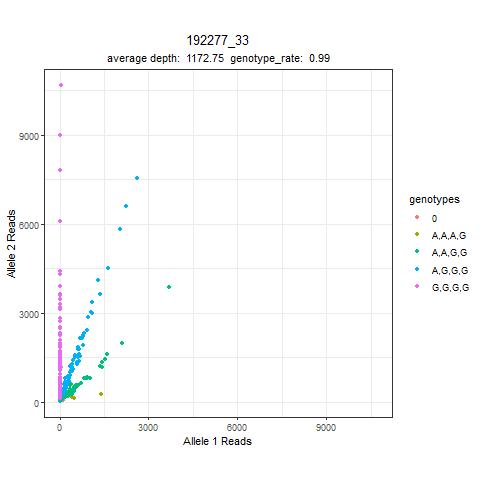 192277_33
average depth: 1172.75 genotype_rate: 0.99
Allele 2 Reads
9000
6000
3000
0
0
3000
6000
9000
Allele 1 Reads
genotypes
0
A,A,A,G
A,A,G,G
A,G,G,G
G,G,G,G